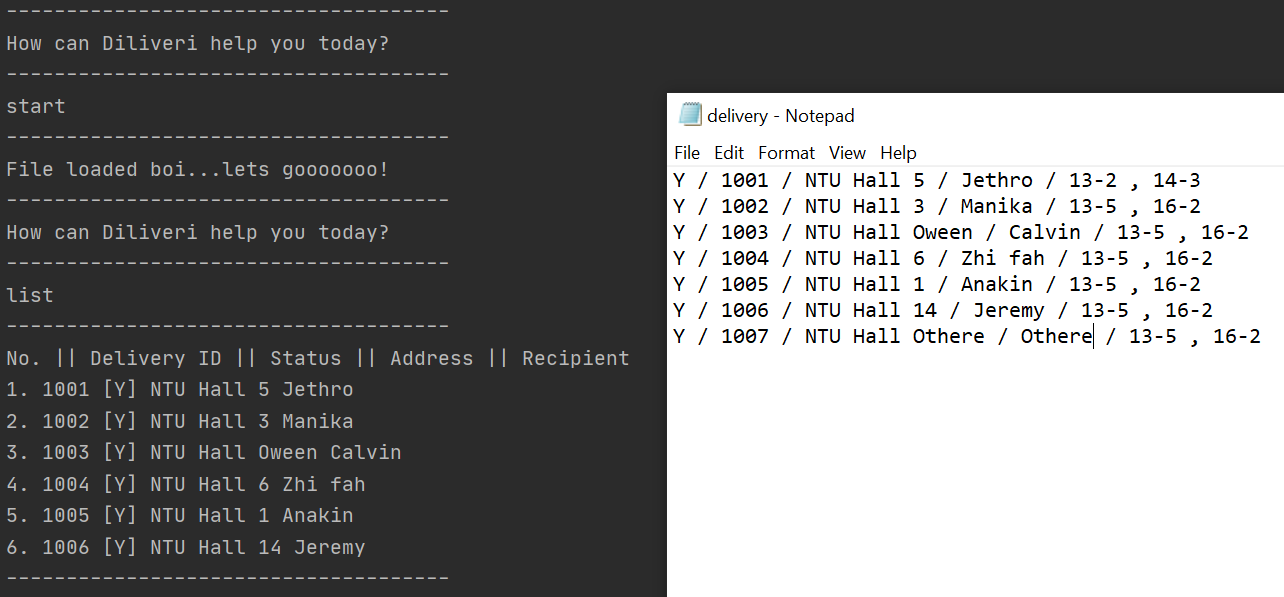 -------------------------------------
How can Diliveri help you today?
-------------------------------------
start
-------------------------------------
File loaded boi...lets gooooooo!
-------------------------------------
How can Diliveri help you today?
-------------------------------------
list
-------------------------------------
No. || Delivery ID || Status || Address || Recipient
1. 1001 [Y] NTU Hall 5 Jethro
2. 1002 [Y] NTU Hall 3 Manika
3. 1003 [Y] NTU Hall Oween Calvin
4. 1004 [Y] NTU Hall 6 Zhi fah
5. 1005 [Y] NTU Hall 1 Anakin
6. 1006 [Y] NTU Hall 14 Jeremy
-------------------------------------
delivery - Notepad
File Edit Format View Help
Y / 1001 / NTU Hall 5 / Jethro / 13-2 , 14-3
Y / 1002 / NTU Hall 3 / Manika / 13-5 , 16-2
Y / 1003 / NTU Hall Oween / Calvin / 13-5 , 16-2
Y / 1004 / NTU Hall 6 / Zhi fah / 13-5 , 16-2
Y / 1005 / NTU Hall 1 / Anakin / 13-5 , 16-2
Y / 1006 / NTU Hall 14 / Jeremy / 13-5 , 16-2
Y / 1007 / NTU Hall Othere / Othere / 13-5 , 16-2